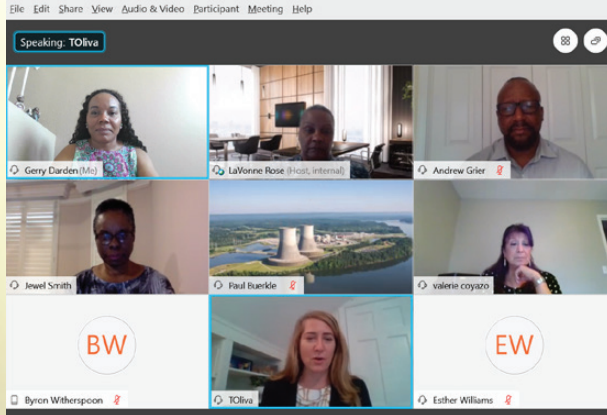 File Edit Share View Audio & Video Participant Meeting Help
Speaking: TOliva
Gerry Darden (Me)
LaVonne Rose (Host, internal)
Andrew Grier
Jewel Smith
Paul Buerkle
valerie coyazo
BW
EW
Byron Witherspoon
TOliva
Esther Williams